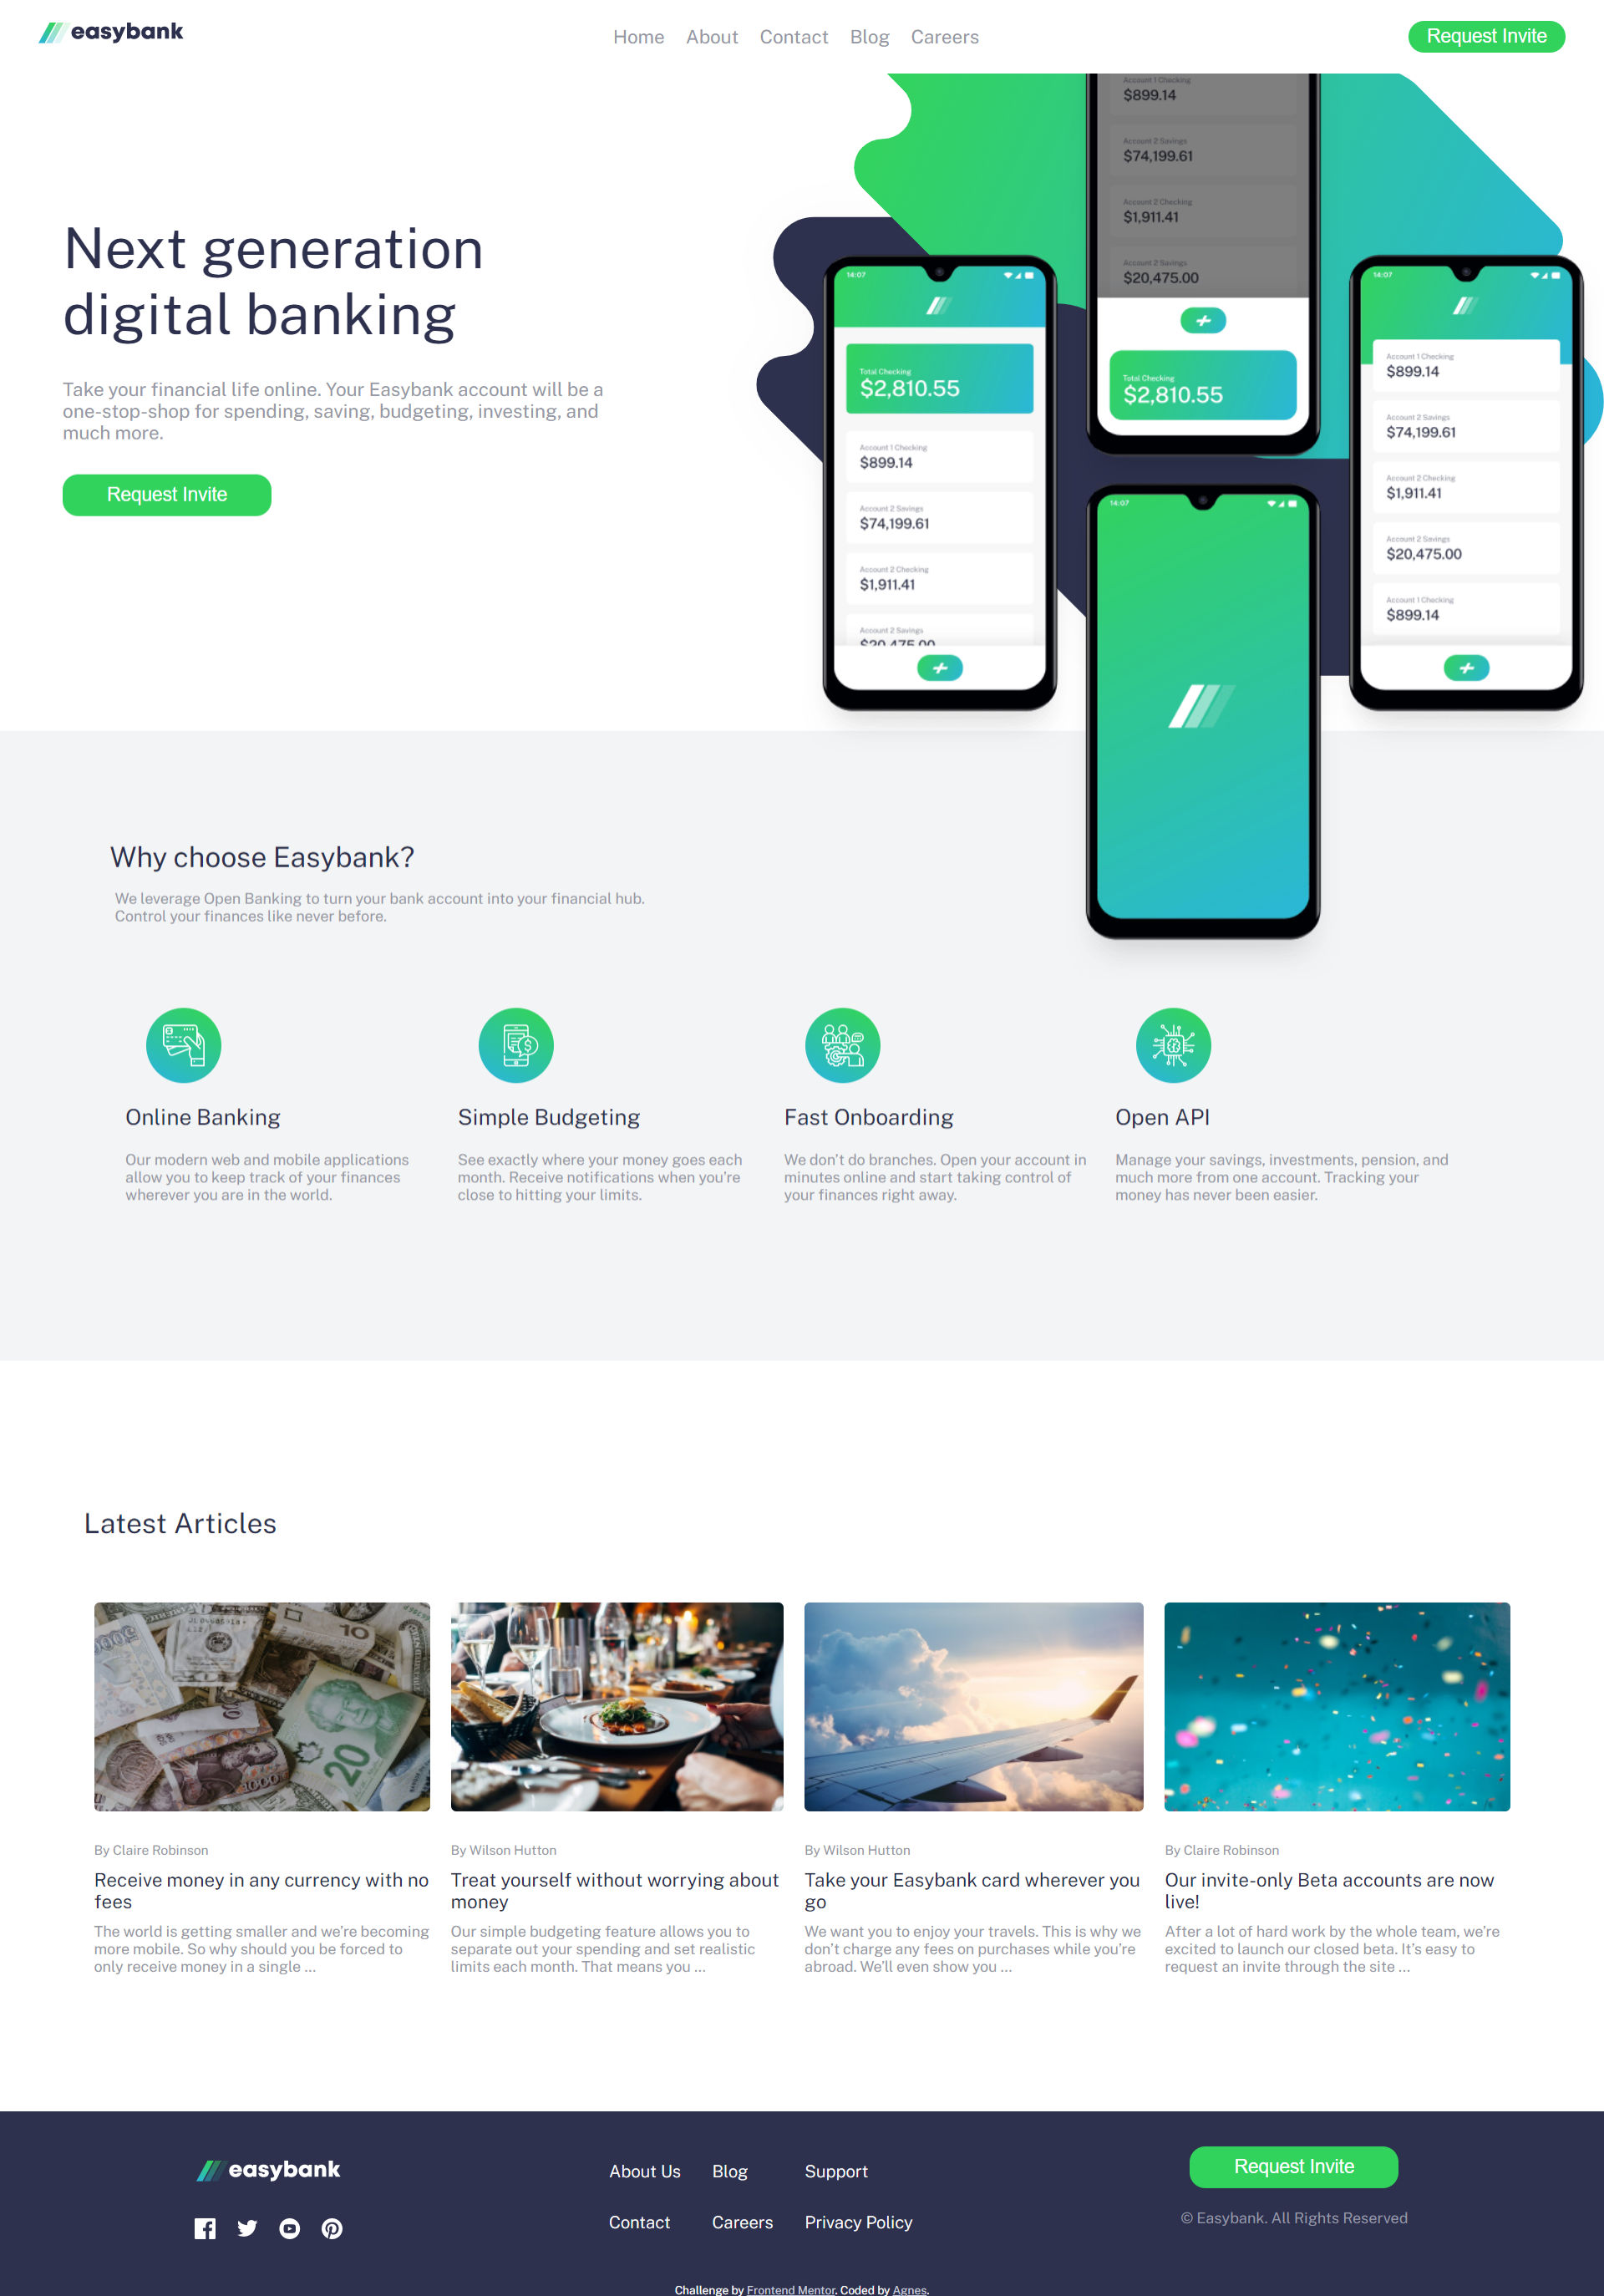 easybank
Home About Contact Blog Careers
Request Invite
Next generation
digital banking
Take your financial life online. Your Easybank account will be a
one-stop-shop for spending, saving, budgeting, investing, and
much more.
Request Invite
14:07
Total Checking
$2,810.55
Account 1 Checking
$899.14
Account 2 Savings
$74,199.61
Account 2 Checking
$1,911.41
Account 2 Savings
$20,475.00
Account 1 Checking
$899.14
Account 2 Savings
$74,199.61
Account 2 Checking
$1,911.41
Account 2 Savings
$20,475.00
Total Checking
$2,810.55
14:07
14:07
Account 1 Checking
$899.14
Account 2 Savings
$74,199.61
Account 2 Checking
$1,911.41
Account 2 Savings
$20,475.00
Account 1 Checking
$899.14
Why choose Easybank?
We leverage Open Banking to turn your bank account into your financial hub.
Control your finances like never before.
Online Banking
Our modern web and mobile applications
allow you to keep track of your finances
wherever you are in the world.
Simple Budgeting
See exactly where your money goes each
month. Receive notifications when you're
close to hitting your limits.
Fast Onboarding
We don't do branches. Open your account in
minutes online and start taking control of
your finances right away.
Open API
Manage your savings, investments, pension, and
much more from one account. Tracking your
money has never been easier.
Latest Articles
10
20
1000
By Claire Robinson
Receive money in any currency with no
fees
The world is getting smaller and we're becoming
more mobile. So why should you be forced to
only receive money in a single ...
By Wilson Hutton
Treat yourself without worrying about
money
Our simple budgeting feature allows you to
separate out your spending and set realistic
limits each month. That means you ...
By Wilson Hutton
Take your Easybank card wherever you
go
We want you to enjoy your travels. This is why we
don't charge any fees on purchases while you're
abroad. We'll even show you ...
By Claire Robinson
Our invite-only Beta accounts are now
live!
After a lot of hard work by the whole team, we're
excited to launch our closed beta. It's easy to
request an invite through the site ...
easybank
About Us Blog Support
Contact Careers Privacy Policy
Request Invite
© Easybank. All Rights Reserved
Challenge by Frontend Mentor. Coded by Agnes.